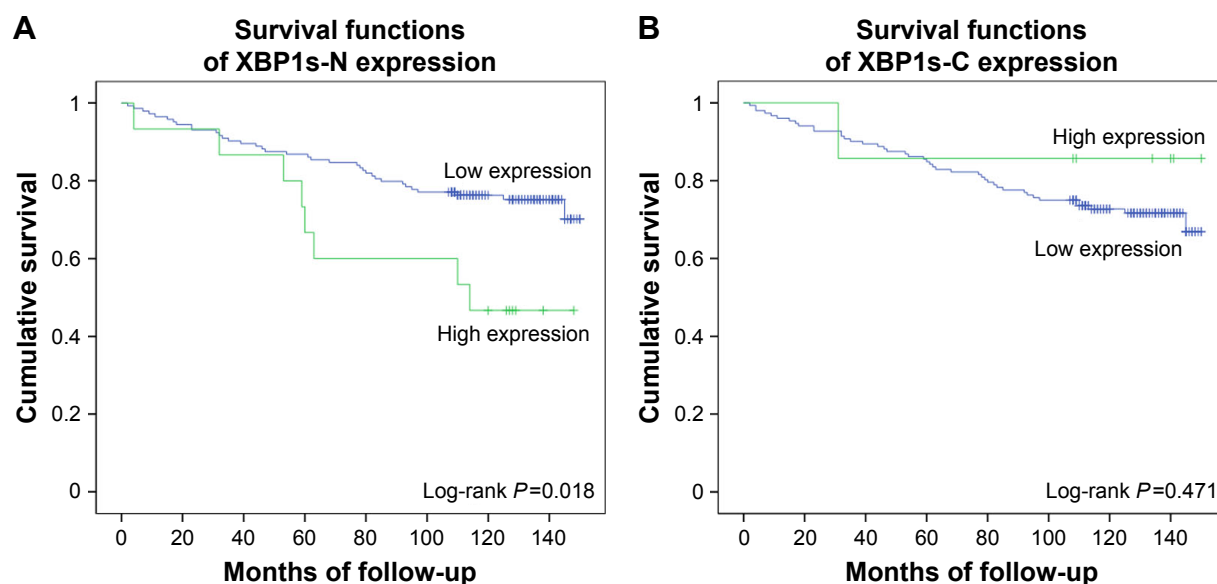 A
Survival functions
of XBP1s-N expression
1
0.8
0.6
0.4
0.2
0
Cumulative survival
Low expression
High expression
Log-rank P=0.018
0 20 40 60 80 100 120 140
Months of follow-up
B
Survival functions
of XBP1s-C expression
1
0.8
0.6
0.4
0.2
0
Cumulative survival
High expression
Low expression
Log-rank P=0.471
0 20 40 60 80 100 120 140
Months of follow-up